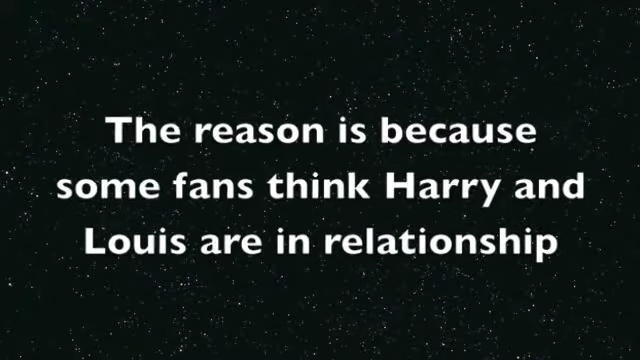 The reason is because
some fans think Harry and
Louis are in relationship